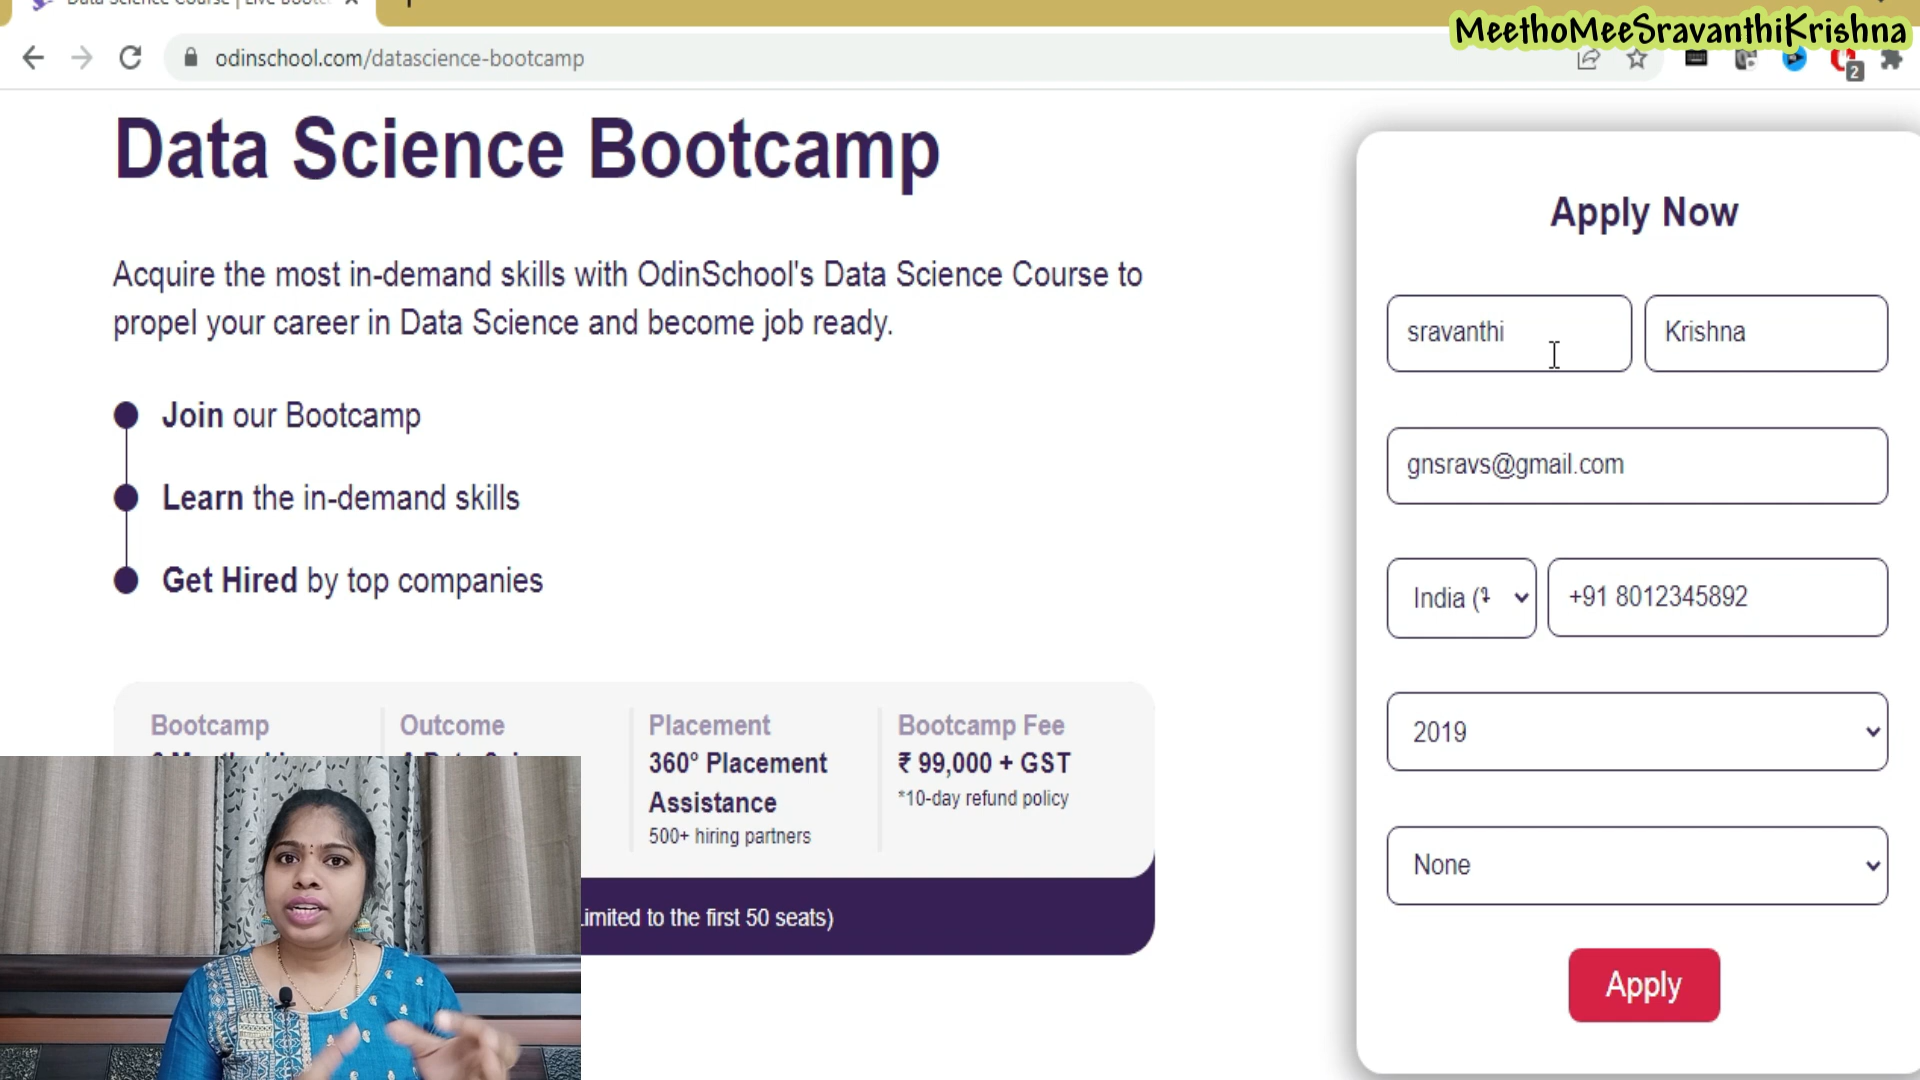 MeethoMeeSravanthiKrishna
odinschool.com/datascience-bootcamp
2
Data Science Bootcamp
Acquire the most in-demand skills with OdinSchool's Data Science Course to
propel your career in Data Science and become job ready.
Join our Bootcamp
Learn the in-demand skills
Get Hired by top companies
Bootcamp
Outcome
Placement
360° Placement
Assistance
500+ hiring partners
Bootcamp Fee
₹ 99,000 + GST
*10-day refund policy
to the first 50 seats)
Apply Now
sravanthi
Krishna
gnsravs@gmail.com
India (
+91 8012345892
2019
None
Apply